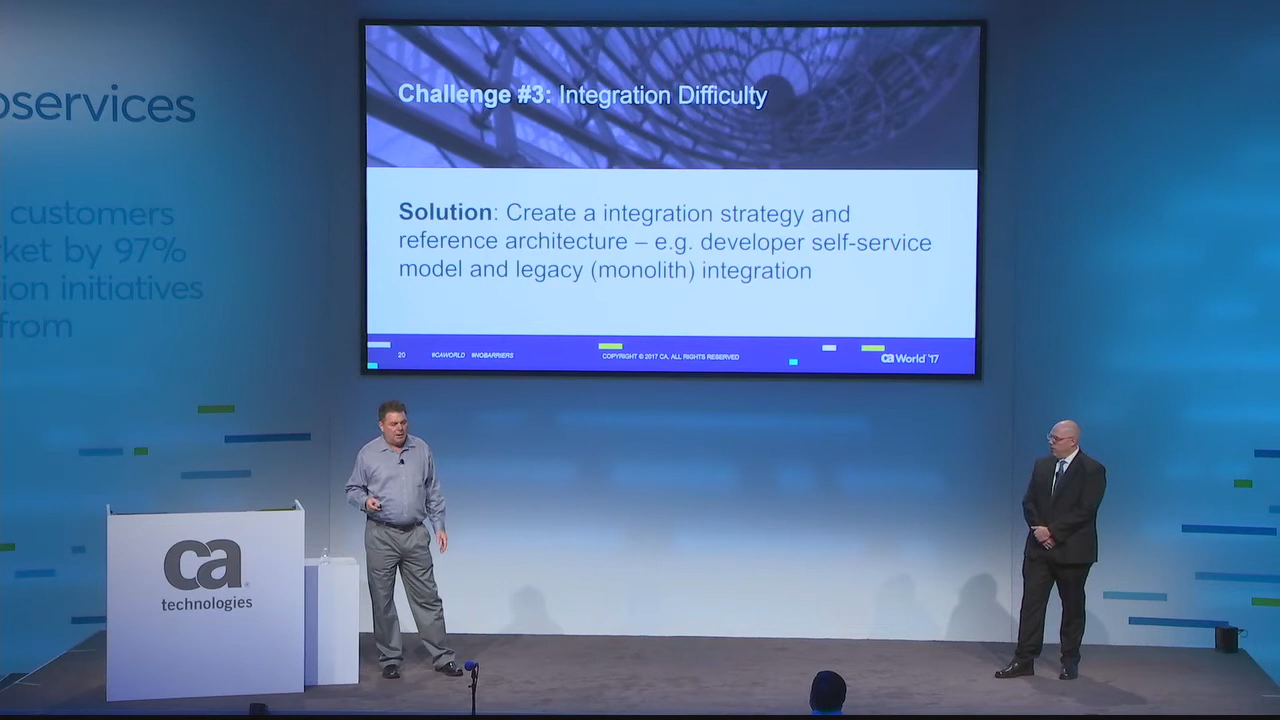 oservices
customers
ket by 97%
ion initiatives
from
Challenge #3: Integration Difficulty
Solution: Create a integration strategy and
reference architecture – e.g. developer self-service
model and legacy (monolith) integration
20 #CAWORLD #NOBARRIERS COPYRIGHT © 2017 CA, ALL RIGHTS RESERVED ca World '17
ca
technologies